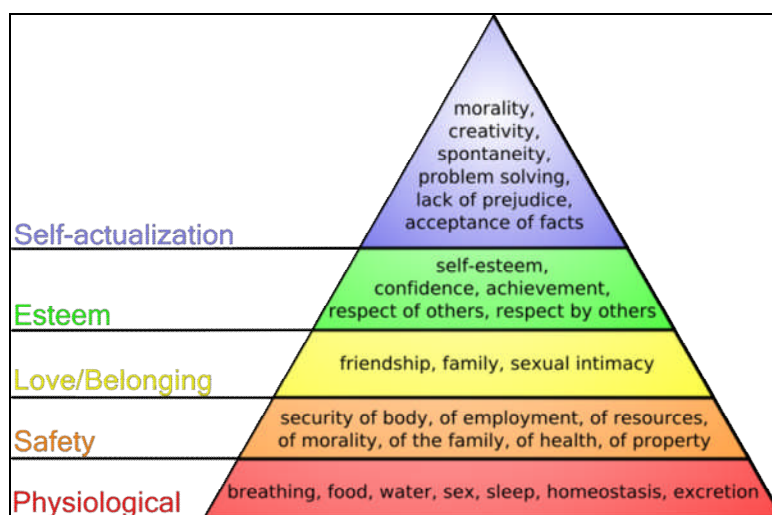 morality,
creativity,
spontaneity,
problem solving,
lack of prejudice,
acceptance of facts
Self-actualization
self-esteem,
confidence, achievement,
respect of others, respect by others
Esteem
friendship, family, sexual intimacy
Love/Belonging
security of body, of employment, of resources,
of morality, of the family, of health, of property
Safety
breathing, food, water, sex, sleep, homeostasis, excretion
Physiological